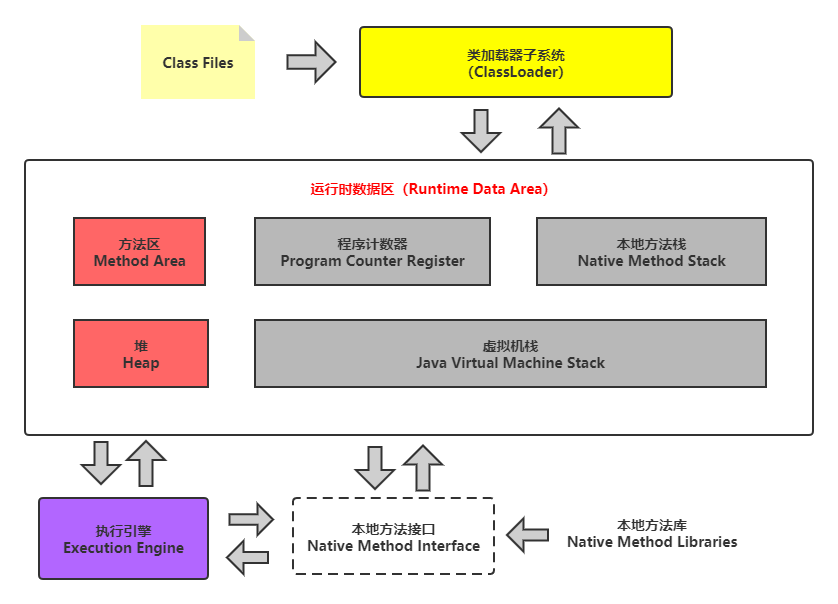 Class Files
类加载器子系统
（ClassLoader）
运行时数据区（Runtime Data Area）
方法区
Method Area
程序计数器
Program Counter Register
本地方法栈
Native Method Stack
堆
Heap
虚拟机栈
Java Virtual Machine Stack
执行引擎
Execution Engine
本地方法接口
Native Method Interface
本地方法库
Native Method Libraries